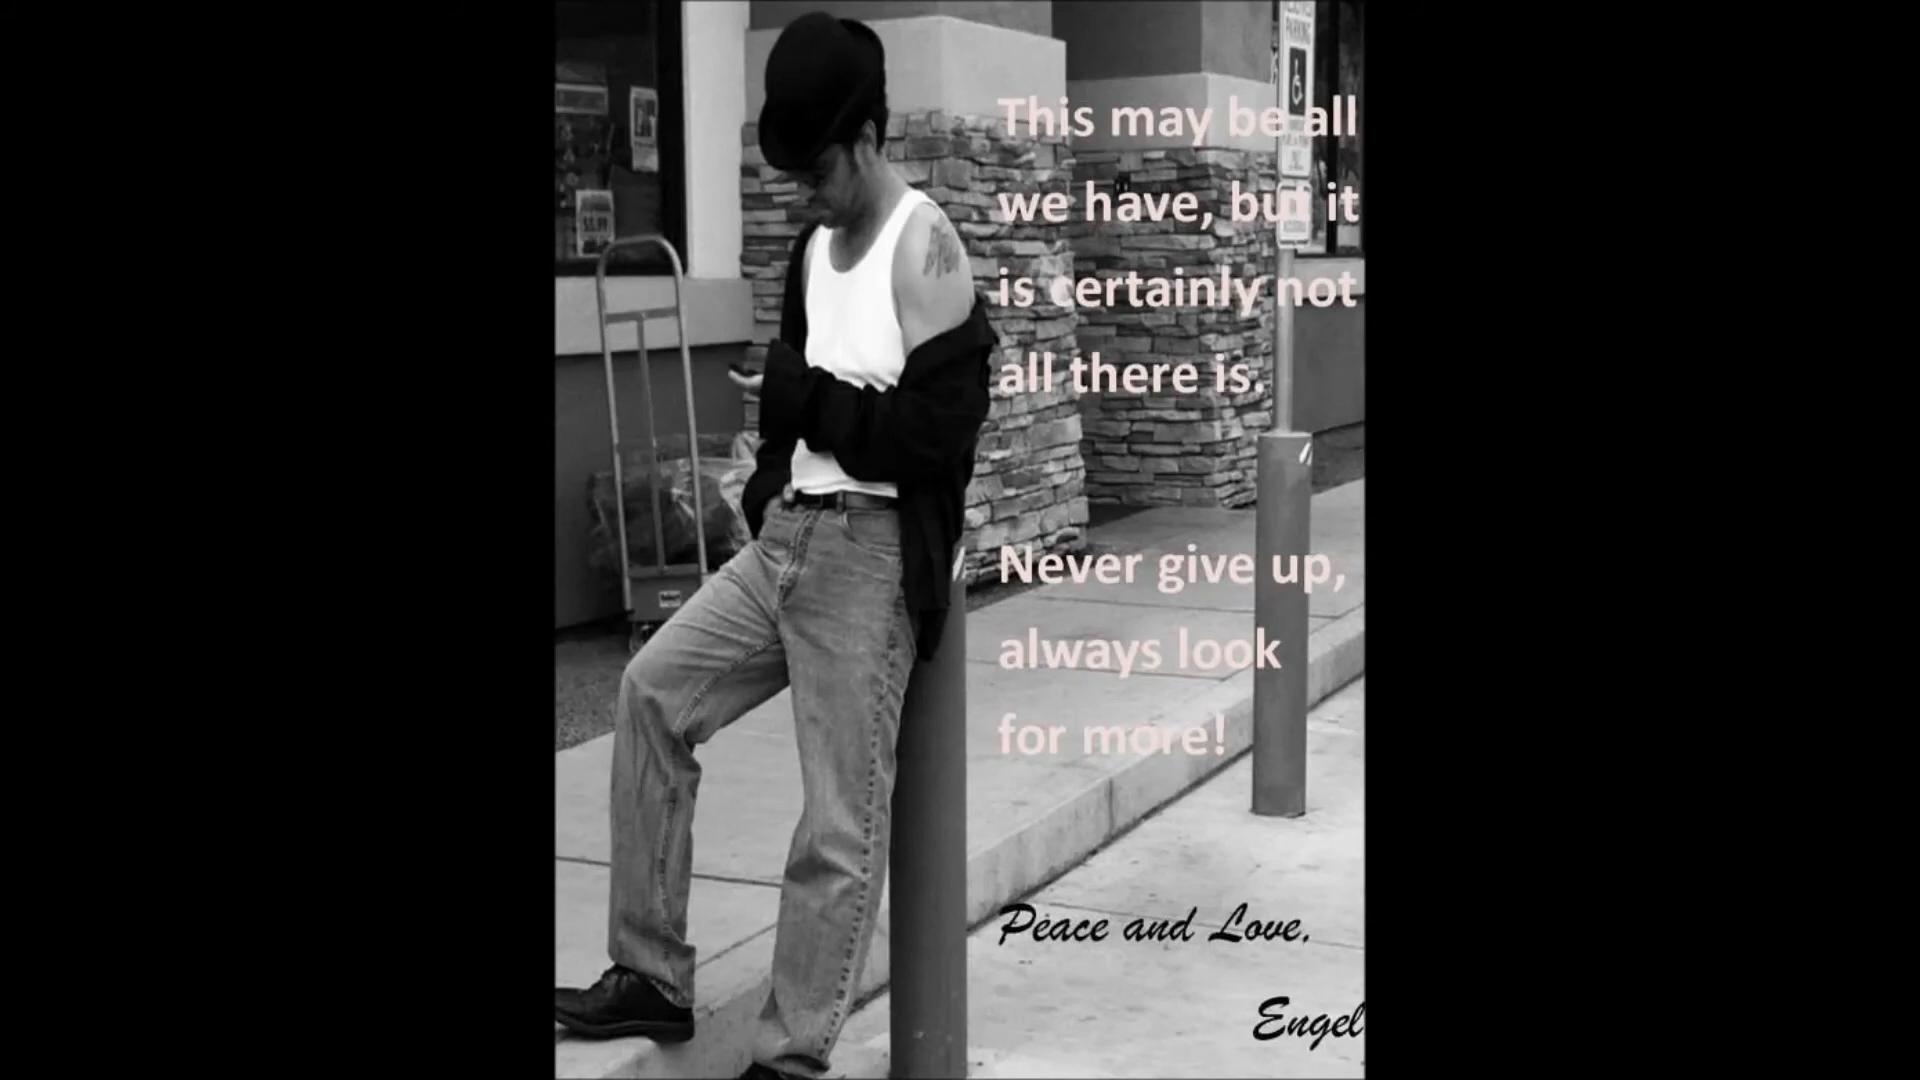 PARKING
This may be all
we have, but it
is certainly not
all there is.
Never give up,
always look
for more!
Peace and Love.
Engel